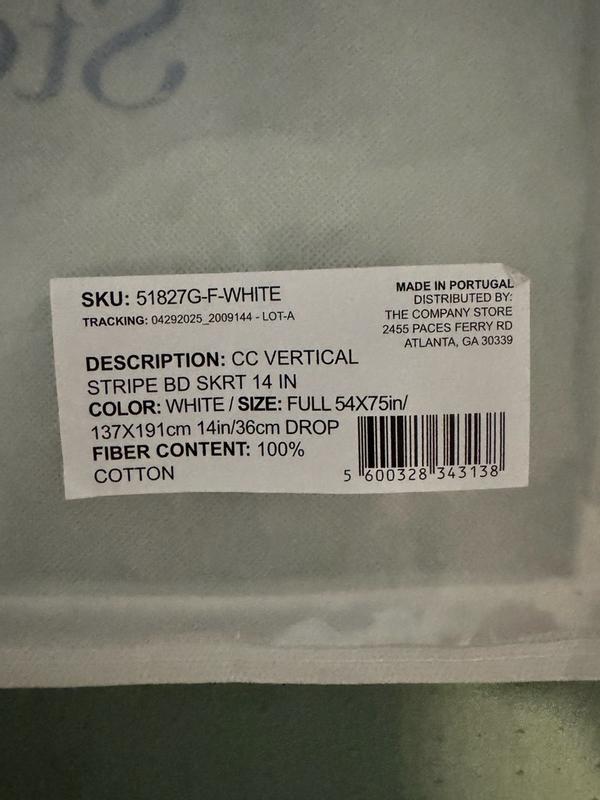 Sto
SKU: 51827G-F-WHITE
TRACKING: 04292025_2009144 - LOT-A
MADE IN PORTUGAL
DISTRIBUTED BY:
THE COMPANY STORE
2455 PACES FERRY RD
ATLANTA, GA 30339
DESCRIPTION: CC VERTICAL
STRIPE BD SKRT 14 IN
COLOR: WHITE / SIZE: FULL 54X75in/
137X191cm 14in/36cm DROP
FIBER CONTENT: 100%
COTTON
5 600328 343138